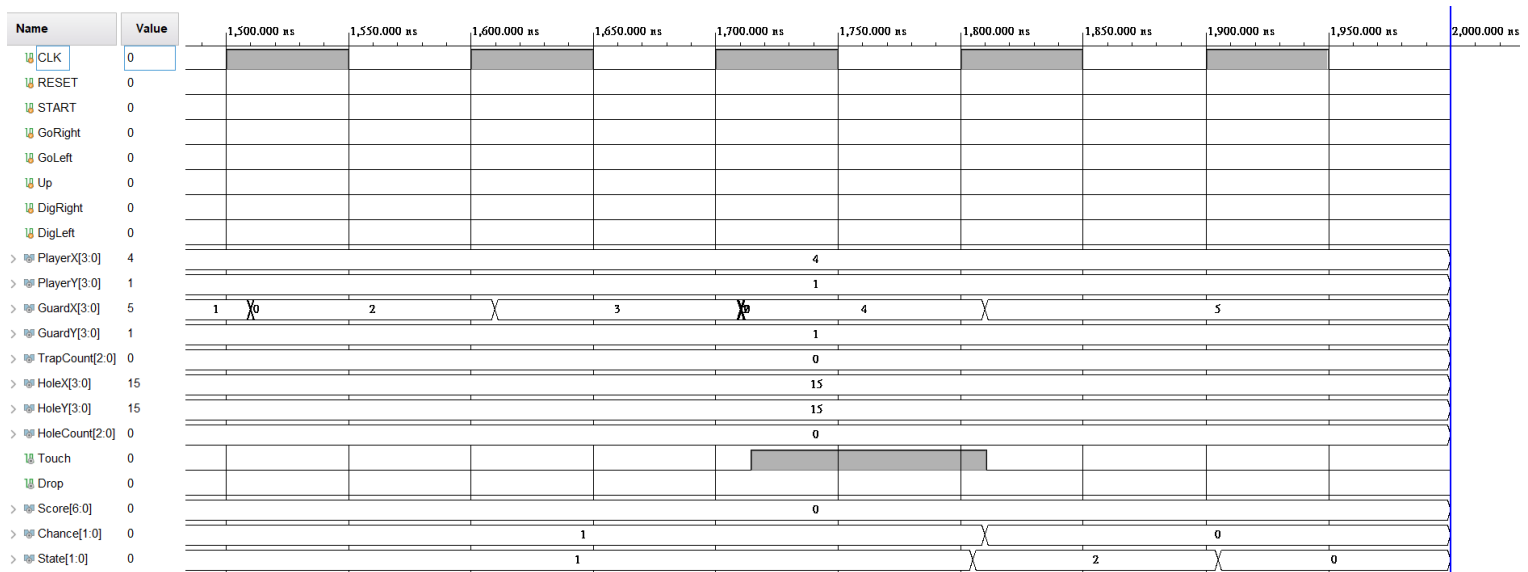 Name Value 1,500.000 ns 1,550.000 ns 1,600.000 ns 1,650.000 ns 1,700.000 ns 1,750.000 ns 1,800.000 ns 1,850.000 ns 1,900.000 ns 1,950.000 ns 2,000.000 ns
CLK 0
RESET 0
START 0
GoRight 0
GoLeft 0
Up 0
DigRight 0
DigLeft 0
PlayerX[3:0] 4 4
PlayerY[3:0] 1 1
GuardX[3:0] 5 1 0 2 3 4 5
GuardY[3:0] 1 1
TrapCount[2:0] 0 0
HoleX[3:0] 15 15
HoleY[3:0] 15 15
HoleCount[2:0] 0 0
Touch 0
Drop 0
Score[6:0] 0 0
Chance[1:0] 0 1 0
State[1:0] 0 1 2 0